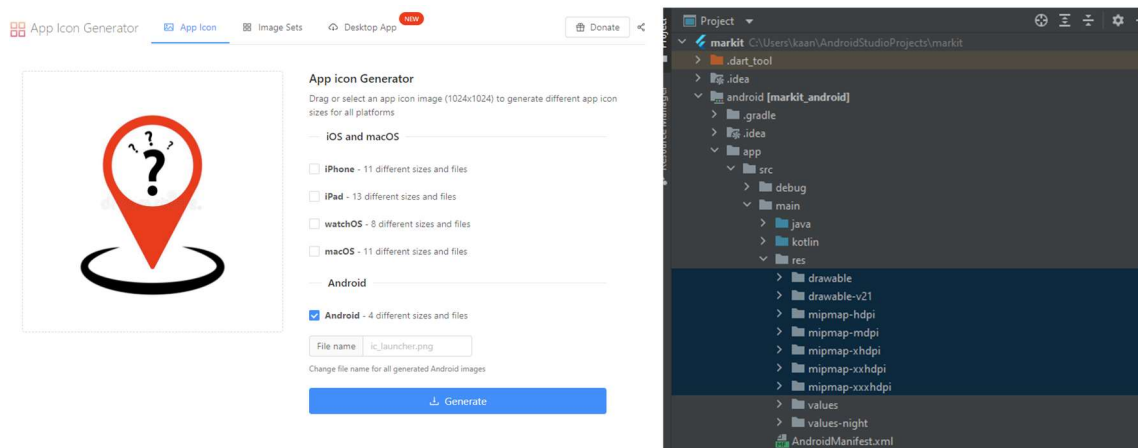 App Icon Generator
App Icon
Image Sets
Desktop App
NEW
Donate
? ? ?
?
App icon Generator
Drag or select an app icon image (1024x1024) to generate different app icon
sizes for all platforms
iOS and macOS
iPhone - 11 different sizes and files
iPad - 13 different sizes and files
watchOS - 8 different sizes and files
macOS - 11 different sizes and files
Android
Android - 4 different sizes and files
File name ic_launcher.png
Change file name for all generated Android images
Generate
Project
markit C:\Users\kaan\AndroidStudioProjects\markit
.dart_tool
.idea
android [markit_android]
.gradle
.idea
app
src
debug
main
java
kotlin
res
drawable
drawable-v21
mipmap-hdpi
mipmap-mdpi
mipmap-xhdpi
mipmap-xxhdpi
mipmap-xxxhdpi
values
values-night
AndroidManifest.xml